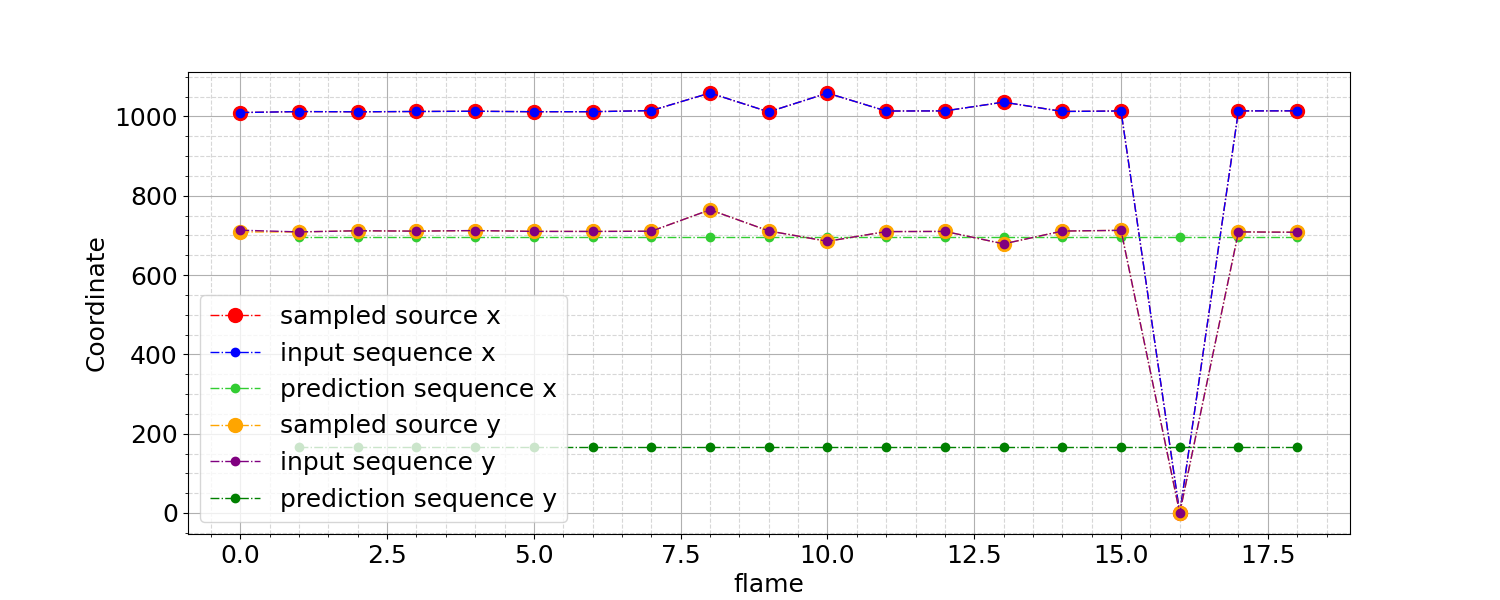 1000
800
600
400
200
0
Coordinate
sampled source x
input sequence x
prediction sequence x
sampled source y
input sequence y
prediction sequence y
0.0 2.5 5.0 7.5 10.0 12.5 15.0 17.5
flame